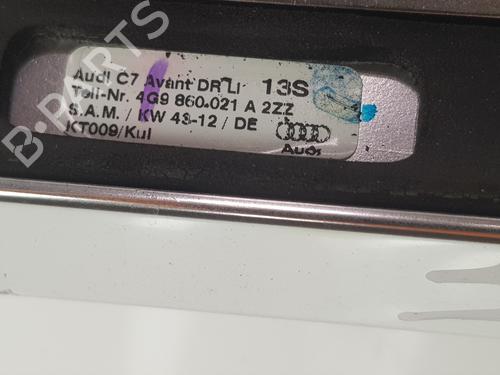 Audi C7 Avant DR LI 13S
Teil-Nr. 4G9 860.021 A 2ZZ
S.A.M. / KW 43-12 / DE
KT009/Kul
Audi
B-PARTS